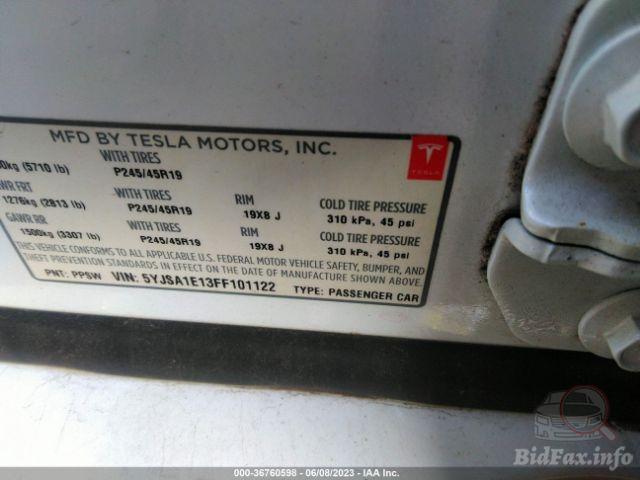 MFD BY TESLA MOTORS, INC.
TESLA
kg (5710 lb) WITH TIRES P245/45R19
WR FRT
1276kg (2813 lb) WITH TIRES P245/45R19 RIM 19X8 J COLD TIRE PRESSURE 310 kPa, 45 psi
GAWR RR
1500kg (3307 lb) WITH TIRES P245/45R19 RIM 19X8 J COLD TIRE PRESSURE 310 kPa, 45 psi
THIS VEHICLE CONFORMS TO ALL APPLICABLE U.S. FEDERAL MOTOR VEHICLE SAFETY, BUMPER, AND
THEFT PREVENTION STANDARDS IN EFFECT ON THE DATE OF MANUFACTURE SHOWN ABOVE.
PNT: PPSW VIN: 5YJSA1E13FF101122 TYPE: PASSENGER CAR
BidFax.info
000-36760598 - 06/08/2023 - IAA Inc.